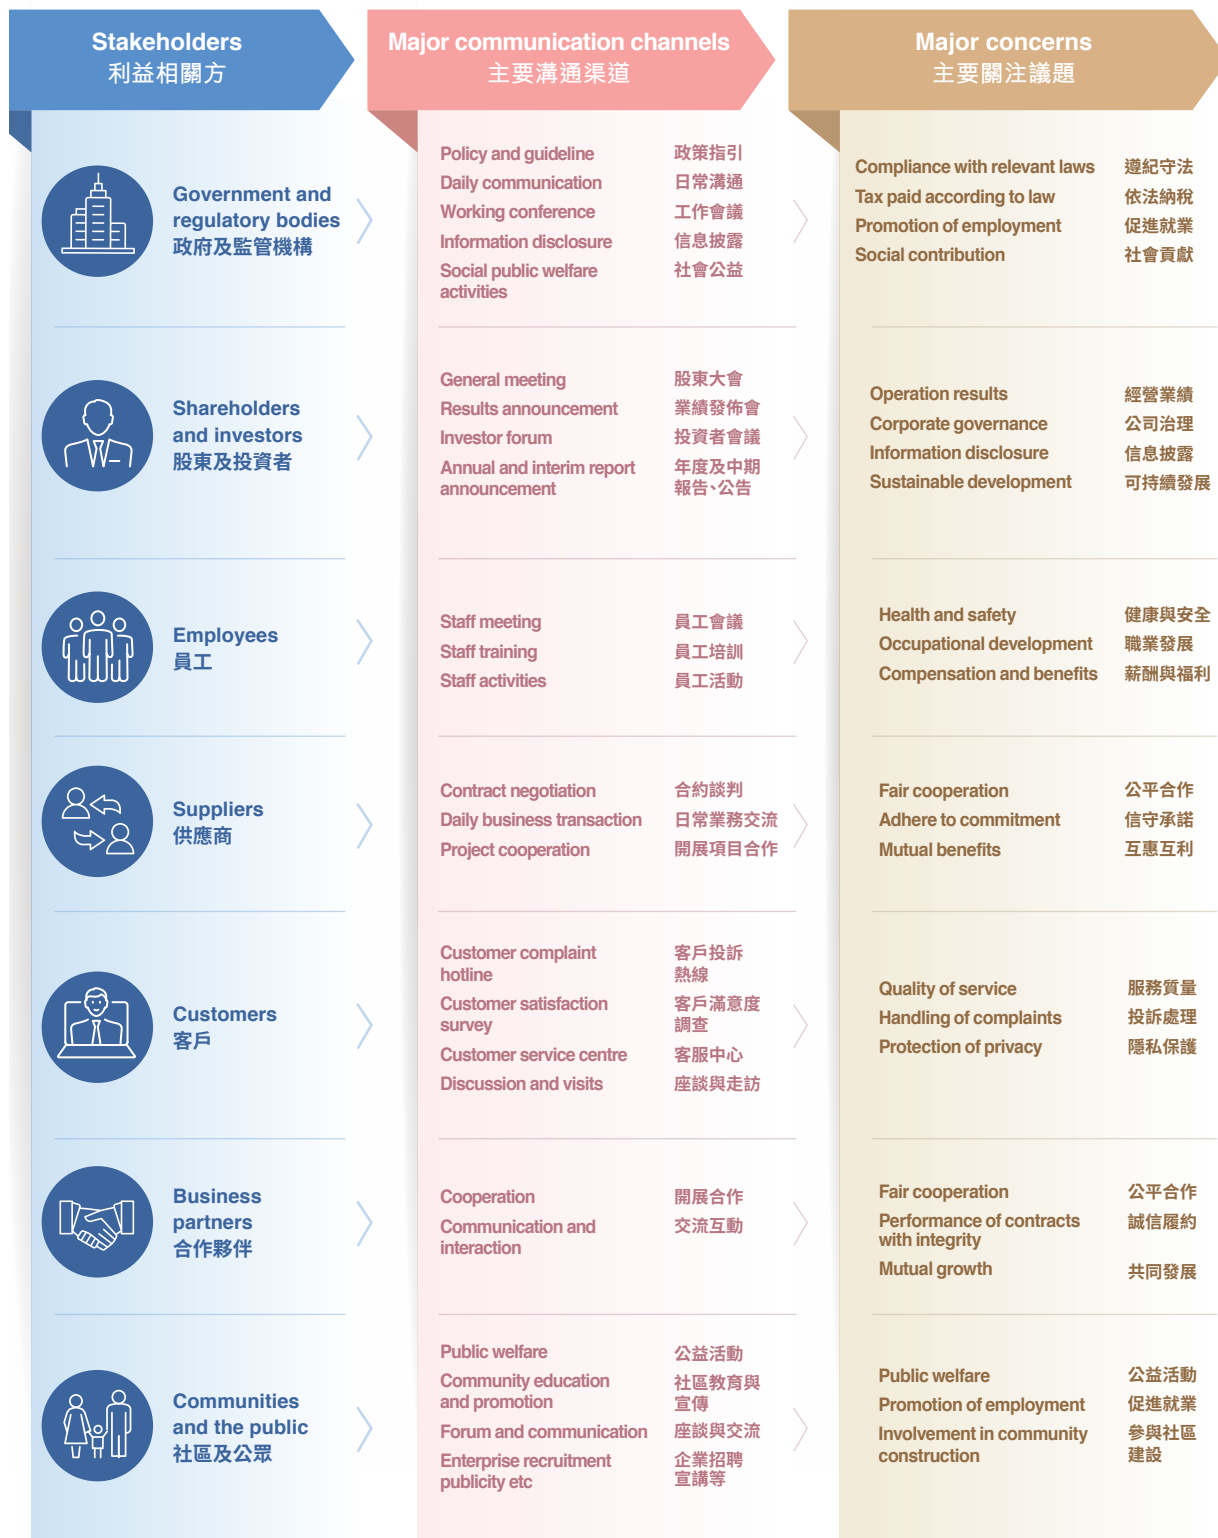 Stakeholders
利益相關方
Major communication channels
主要溝通渠道
Major concerns
主要關注議題
Government and
regulatory bodies
政府及監管機構
Policy and guideline 政策指引
Daily communication 日常溝通
Working conference 工作會議
Information disclosure 信息披露
Social public welfare 社會公益
activities
Compliance with relevant laws 遵紀守法
Tax paid according to law 依法納稅
Promotion of employment 促進就業
Social contribution 社會貢獻
Shareholders
and investors
股東及投資者
General meeting 股東大會
Results announcement 業績發佈會
Investor forum 投資者會議
Annual and interim report 年度及中期
announcement 報告、公告
Operation results 經營業績
Corporate governance 公司治理
Information disclosure 信息披露
Sustainable development 可持續發展
Employees
員工
Staff meeting 員工會議
Staff training 員工培訓
Staff activities 員工活動
Health and safety 健康與安全
Occupational development 職業發展
Compensation and benefits 薪酬與福利
Suppliers
供應商
Contract negotiation 合約談判
Daily business transaction 日常業務交流
Project cooperation 開展項目合作
Fair cooperation 公平合作
Adhere to commitment 信守承諾
Mutual benefits 互惠互利
Customers
客戶
Customer complaint 客戶投訴
hotline 熱線
Customer satisfaction 客戶滿意度
survey 調查
Customer service centre 客服中心
Discussion and visits 座談與走訪
Quality of service 服務質量
Handling of complaints 投訴處理
Protection of privacy 隱私保護
Business
partners
合作夥伴
Cooperation 開展合作
Communication and 交流互動
interaction
Fair cooperation 公平合作
Performance of contracts 誠信履約
with integrity
Mutual growth 共同發展
Communities
and the public
社區及公眾
Public welfare 公益活動
Community education 社區教育與
and promotion 宣傳
Forum and communication 座談與交流
Enterprise recruitment 企業招聘
publicity etc 宣講等
Public welfare 公益活動
Promotion of employment 促進就業
Involvement in community 參與社區
construction 建設